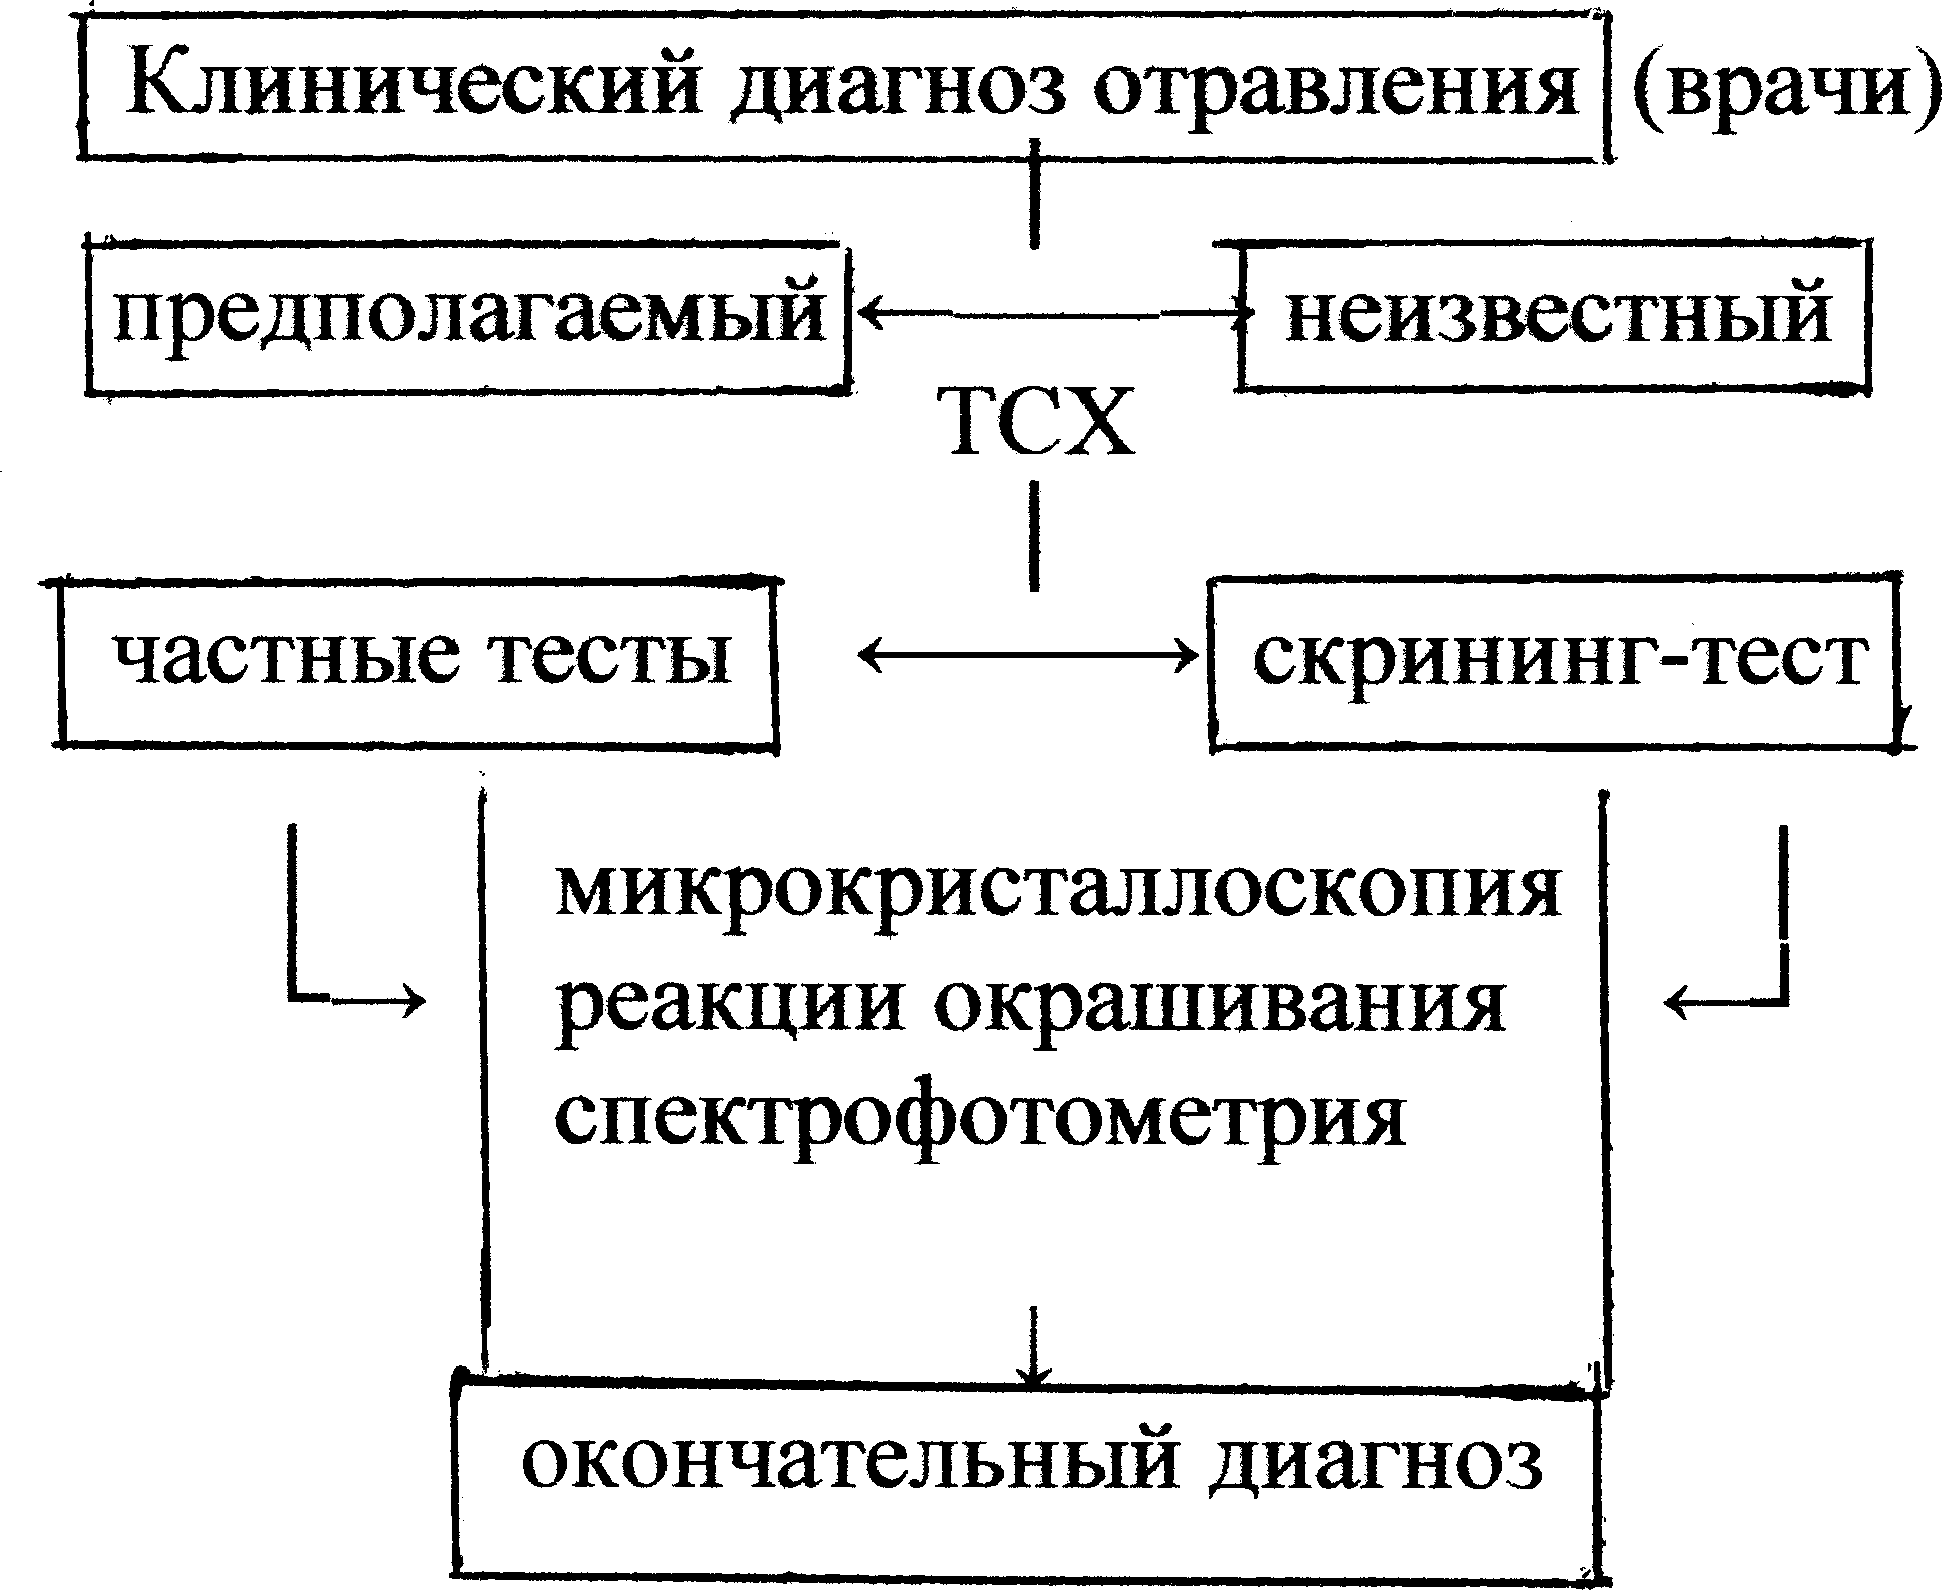 Клинический диагноз отравления (врачи)
предполагаемый
неизвестный
ТСХ
частные тесты
скрининг-тест
микрокристаллоскопия
реакции окрашивания
спектрофотометрия
окончательный диагноз